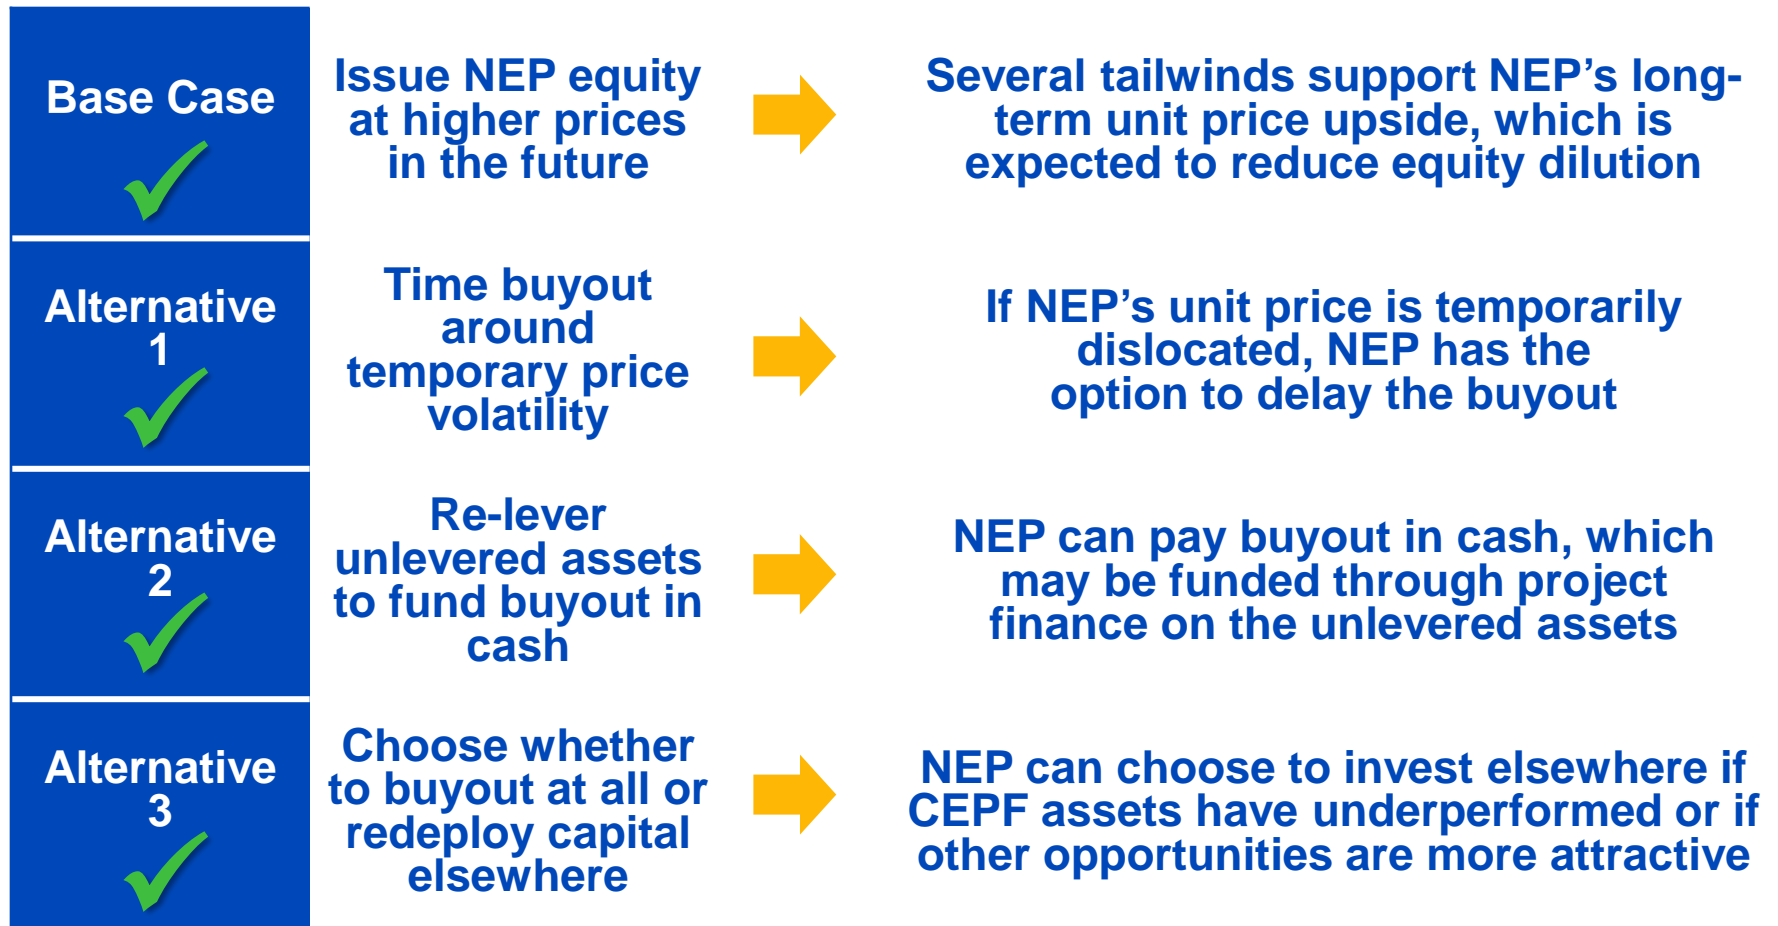 Base Case
Issue NEP equity
at higher prices
in the future
Several tailwinds support NEP’s long-
term unit price upside, which is
expected to reduce equity dilution
Alternative
1
Time buyout
around
temporary price
volatility
If NEP’s unit price is temporarily
dislocated, NEP has the
option to delay the buyout
Alternative
2
Re-lever
unlevered assets
to fund buyout in
cash
NEP can pay buyout in cash, which
may be funded through project
finance on the unlevered assets
Alternative
3
Choose whether
to buyout at all or
redeploy capital
elsewhere
NEP can choose to invest elsewhere if
CEPF assets have underperformed or if
other opportunities are more attractive